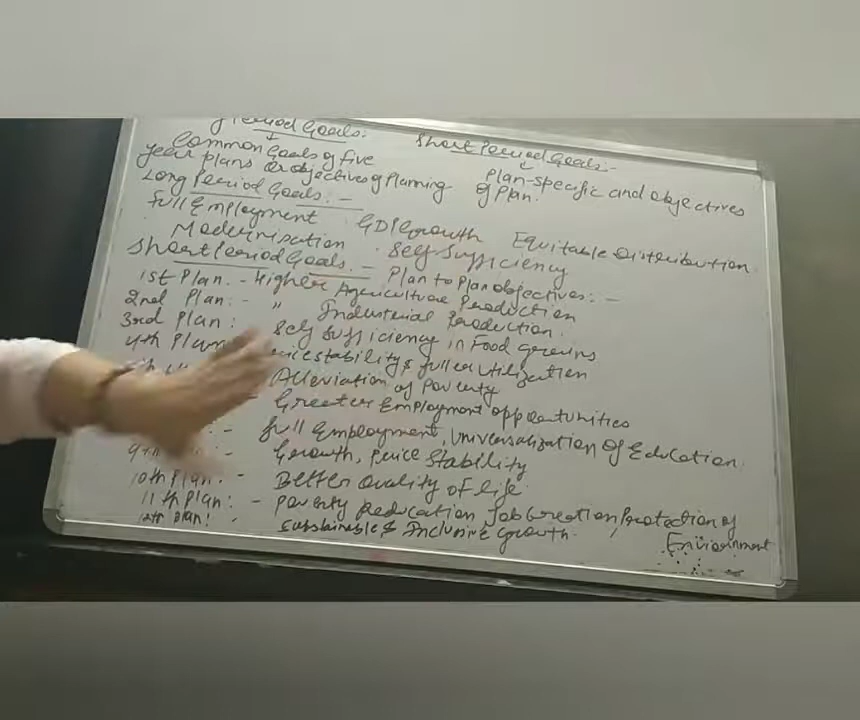 Period Goals:
Short Period Goals:-
Common Goals of five
year plans or objectives of Planning
Plan-specific and objectives
of Plan.
Long Period Goals:-
full Employment GDP Growth Equitable Distribution
Modernisation Self Sufficiency
Short Period Goals.- Plan to Plan objectives:-
1st Plan.- Higher Agriculture Production
2nd Plan:- " Industrial Production.
3rd Plan: Self Sufficiency in Food grains
4th Plan stability & fuller utilization
Alleviation of Poverty
Greater Employment opportunities
- full Employment, Universalization of Education.
9th Growth, Price Stability
10th Plan:- Better Quality of life
11th Plan:- Poverty Job Creation, Protection of
Enviornment
12th Plan: Sustainable & Inclusive Growth.